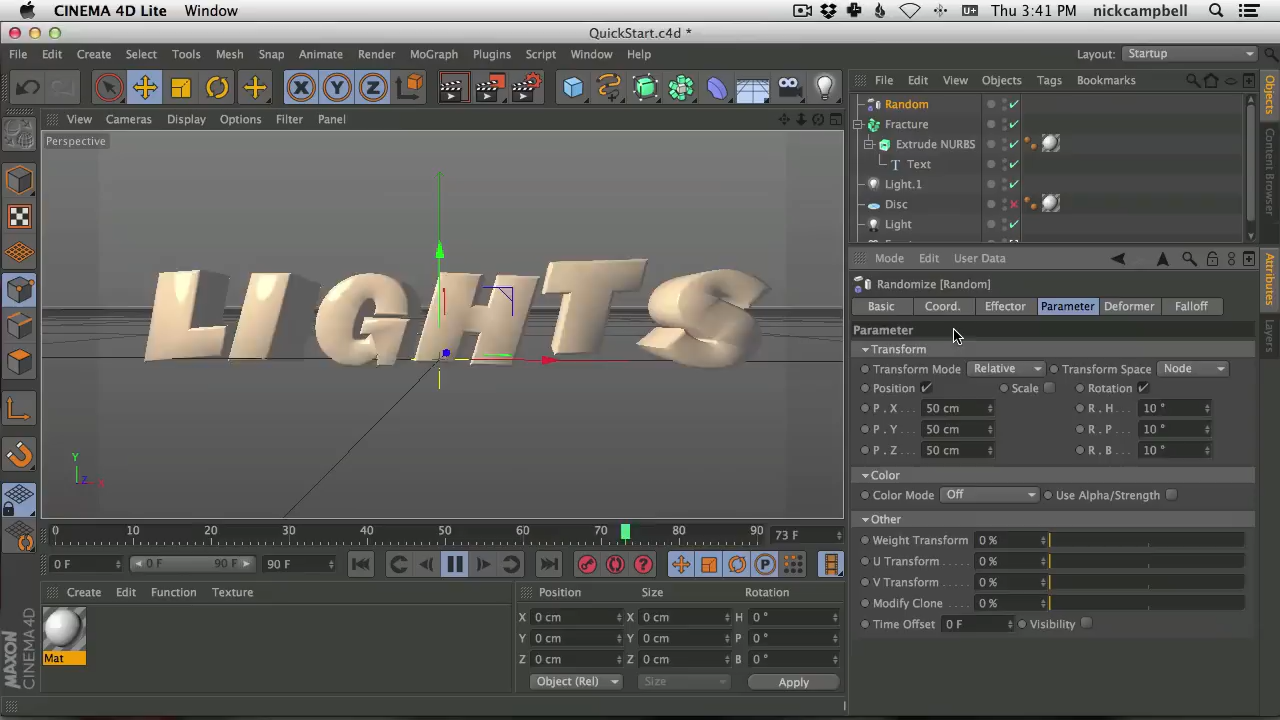 CINEMA 4D Lite Window Thu 3:41 PM nickcampbell
QuickStart.c4d *
File Edit Create Select Tools Mesh Snap Animate Render MoGraph Plugins Script Window Help Layout: Startup
File Edit View Objects Tags Bookmarks
X Y Z
View Cameras Display Options Filter Panel
Perspective
Random
Fracture
Extrude NURBS
T Text
Light.1
Disc
Light
Objects
Content Browser
Mode Edit User Data
Randomize [Random]
Basic Coord. Effector Parameter Deformer Falloff
Parameter
Transform
Transform Mode Relative Transform Space Node
Position Scale Rotation
P . X . . . 50 cm R . H . . 10 °
P . Y . . . 50 cm R . P . . . 10 °
P . Z . . . 50 cm R . B . . . 10 °
Color
Color Mode Off Use Alpha/Strength
Other
Weight Transform 0 %
U Transform . . . . 0 %
V Transform . . . . 0 %
Modify Clone . . . . 0 %
Time Offset 0 F Visibility
Attributes
Layers
LIGHTS
Y
Z X
0 10 20 30 40 50 60 70 80 90 73 F
0 F 0 F 90 F 90 F P
Create Edit Function Texture
Mat
Position Size Rotation
X 0 cm X 0 cm H 0 °
Y 0 cm Y 0 cm P 0 °
Z 0 cm Z 0 cm B 0 °
Object (Rel) Size Apply
MAXON
CINEMA 4D